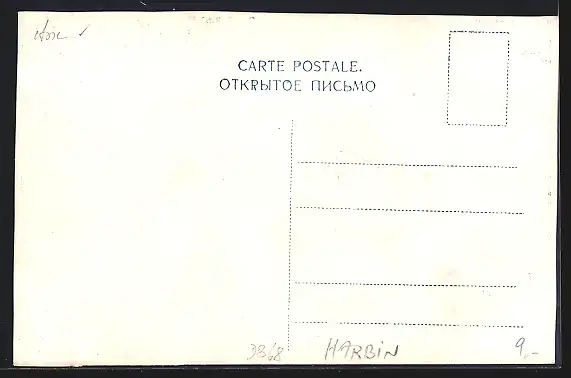 CARTE POSTALE.
ОТКРЫТОЕ ПИСЬМО
3868 HARBIN 9,-